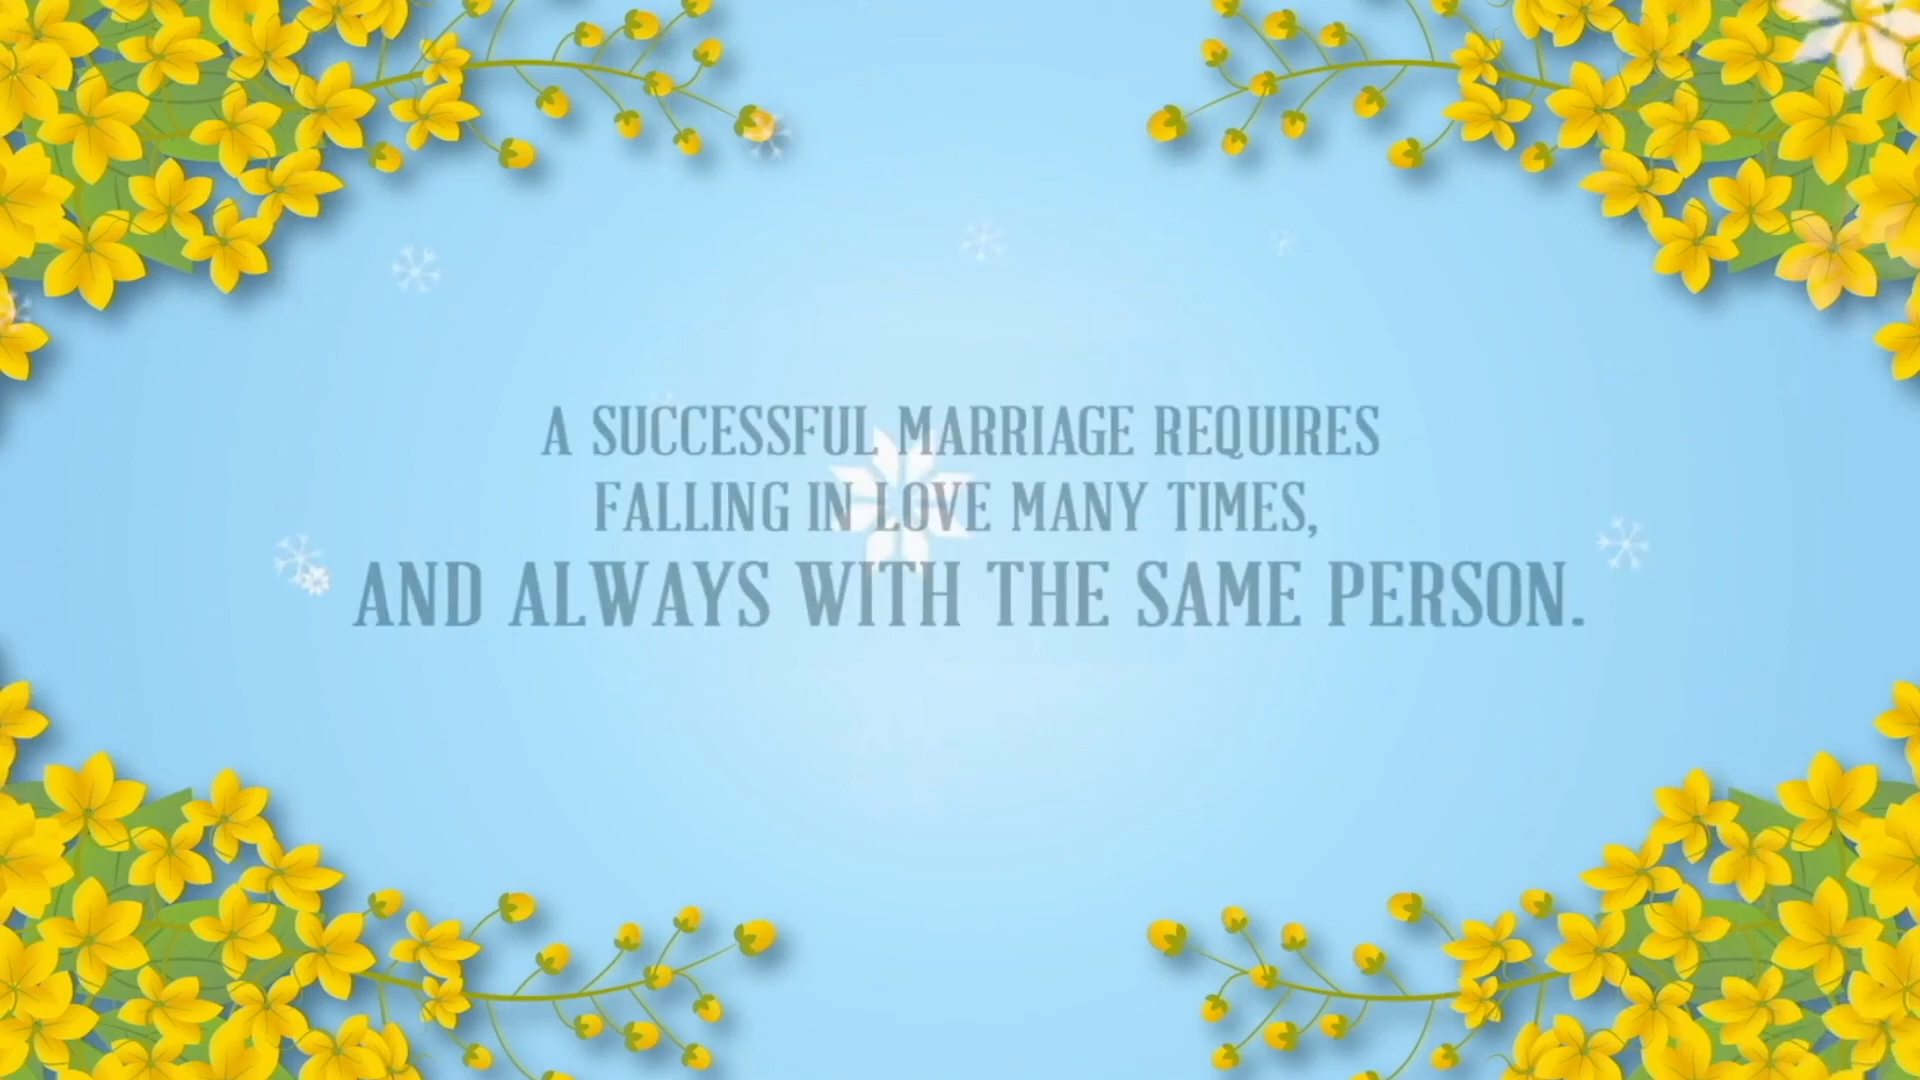 A SUCCESSFUL MARRIAGE REQUIRES
FALLING IN LOVE MANY TIMES,
AND ALWAYS WITH THE SAME PERSON.